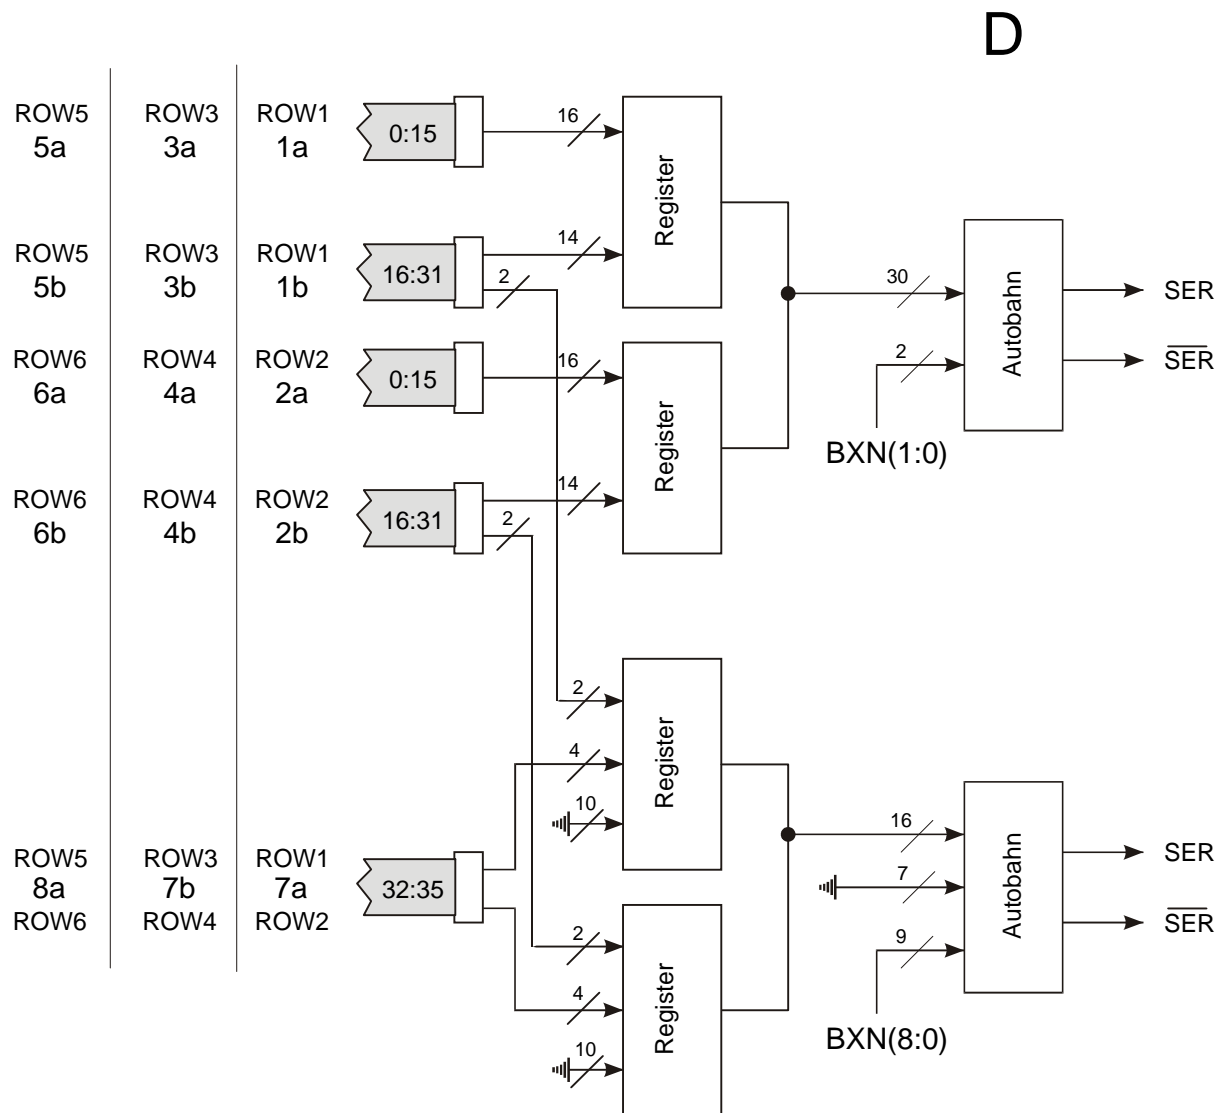 D
ROW5 ROW3 ROW1
5a 3a 1a
0:15
16
Register
ROW5 ROW3 ROW1
5b 3b 1b
16:31
14
2
30
Autobahn
SER
SER
2
BXN(1:0)
ROW6 ROW4 ROW2
6a 4a 2a
0:15
16
Register
ROW6 ROW4 ROW2
6b 4b 2b
16:31
14
2
2
4
10
Register
ROW5 ROW3 ROW1
8a 7b 7a
ROW6 ROW4 ROW2
32:35
16
7
9
Autobahn
SER
SER
BXN(8:0)
2
4
10
Register